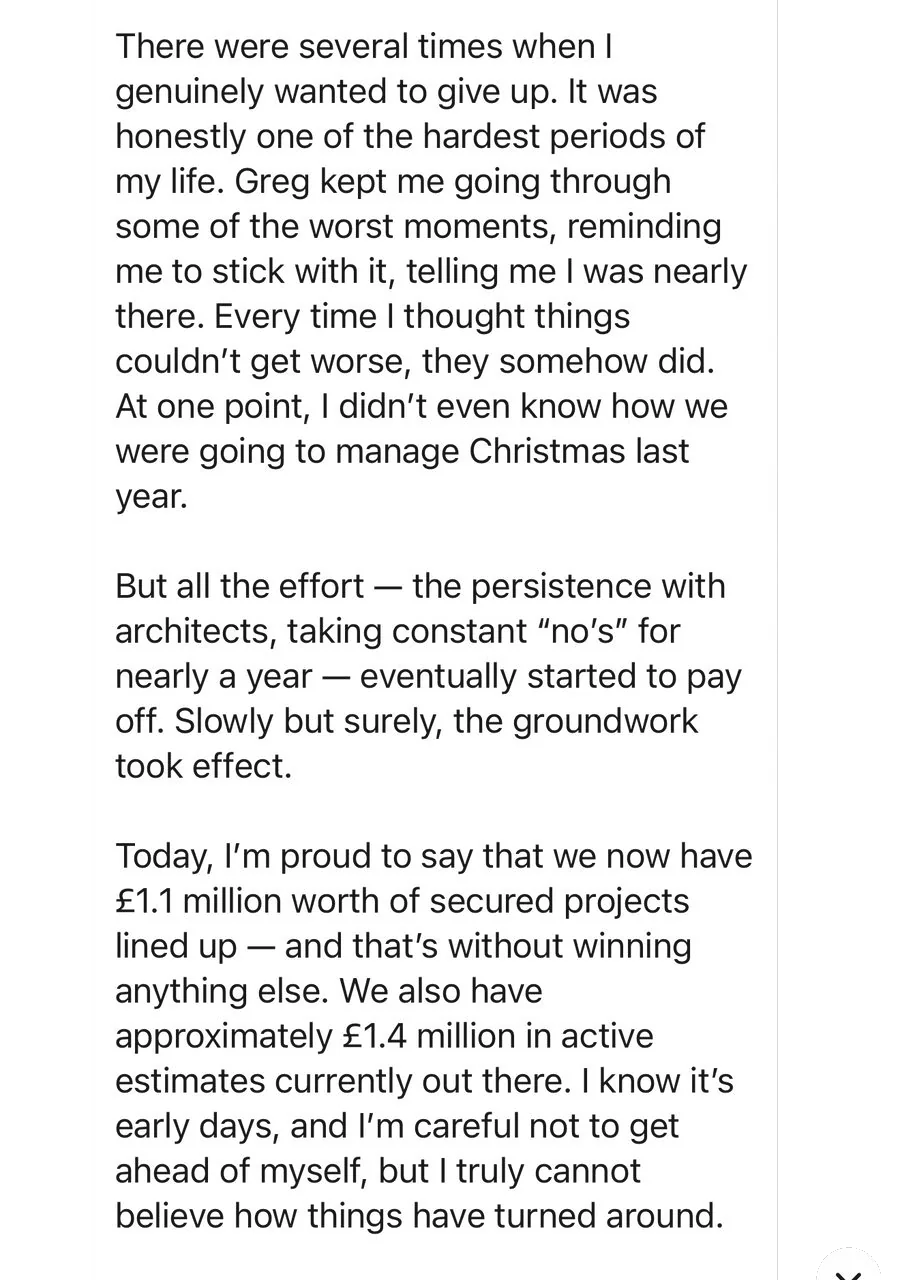 There were several times when I
genuinely wanted to give up. It was
honestly one of the hardest periods of
my life. Greg kept me going through
some of the worst moments, reminding
me to stick with it, telling me I was nearly
there. Every time I thought things
couldn’t get worse, they somehow did.
At one point, I didn’t even know how we
were going to manage Christmas last
year.
But all the effort — the persistence with
architects, taking constant “no’s” for
nearly a year — eventually started to pay
off. Slowly but surely, the groundwork
took effect.
Today, I’m proud to say that we now have
£1.1 million worth of secured projects
lined up — and that’s without winning
anything else. We also have
approximately £1.4 million in active
estimates currently out there. I know it’s
early days, and I’m careful not to get
ahead of myself, but I truly cannot
believe how things have turned around.